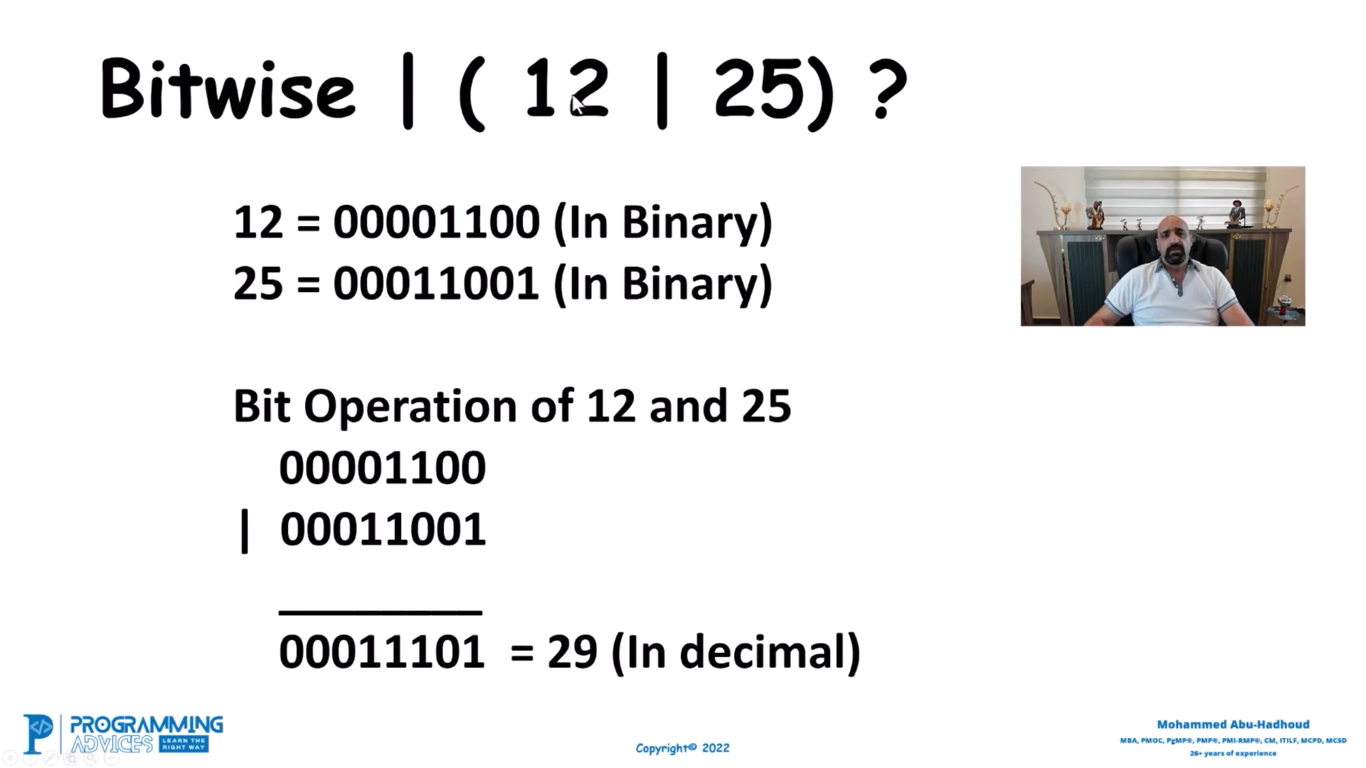 Bitwise | ( 12 | 25) ?
12 = 00001100 (In Binary)
25 = 00011001 (In Binary)
Bit Operation of 12 and 25
00001100
| 00011001
________
00011101 = 29 (In decimal)
PROGRAMMING
ADVICES LEARN THE RIGHT WAY
Copyright© 2022
Mohammed Abu-Hadhoud
MBA, PMOC, PgMP®, PMP®, PMI-RMP®, CM, ITILF, MCPD, MCSD
26+ years of experience